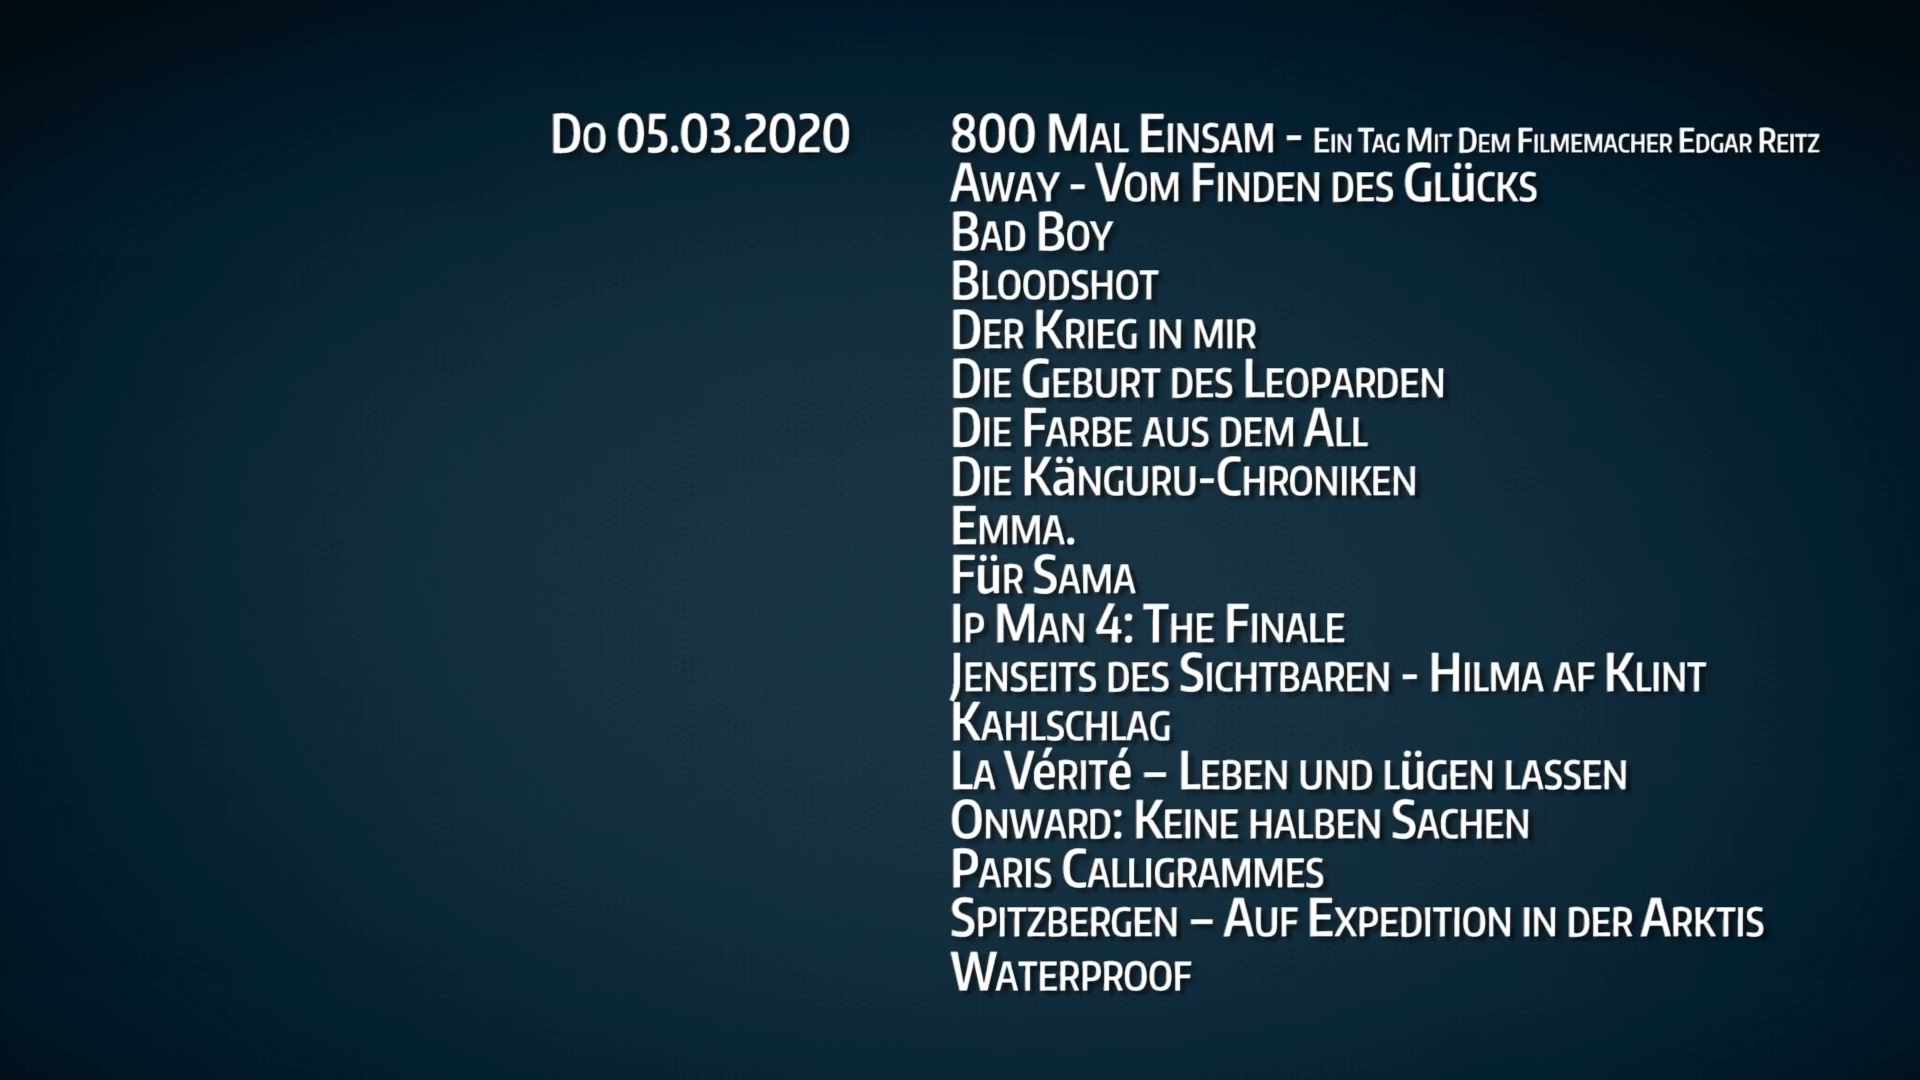 Do 05.03.2020 800 Mal Einsam - Ein Tag Mit Dem Filmemacher Edgar Reitz
Away - Vom Finden des Glücks
Bad Boy
Bloodshot
Der Krieg in mir
Die Geburt des Leoparden
Die Farbe aus dem All
Die Känguru-Chroniken
Emma.
Für Sama
Ip Man 4: The Finale
Jenseits des Sichtbaren - Hilma af Klint
Kahlschlag
La Vérité – Leben und lügen lassen
Onward: Keine halben Sachen
Paris Calligrammes
Spitzbergen – Auf Expedition in der Arktis
Waterproof